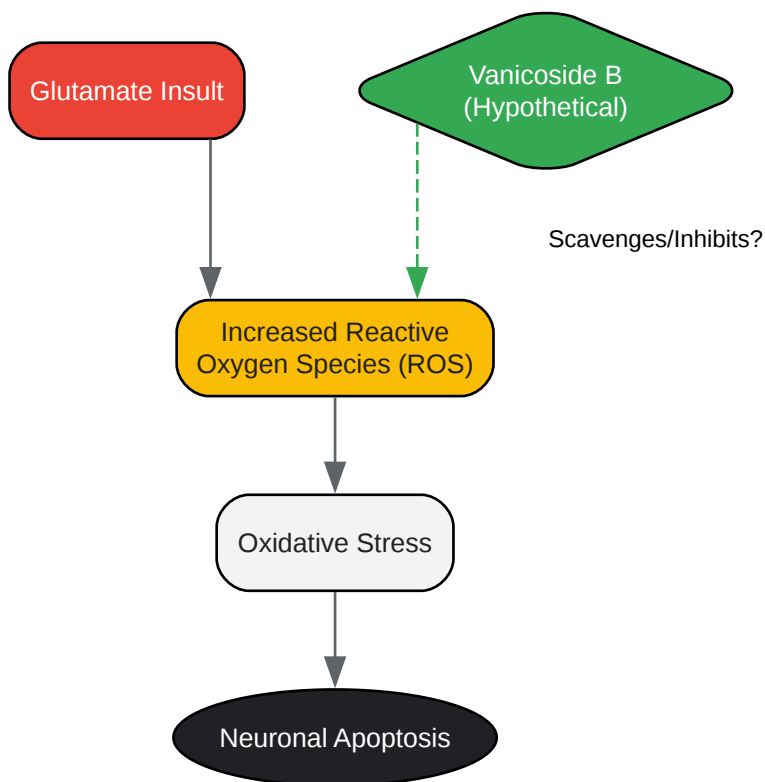 Glutamate Insult
Vanicoside B
(Hypothetical)
Scavenges/Inhibits?
Increased Reactive
Oxygen Species (ROS)
Oxidative Stress
Neuronal Apoptosis